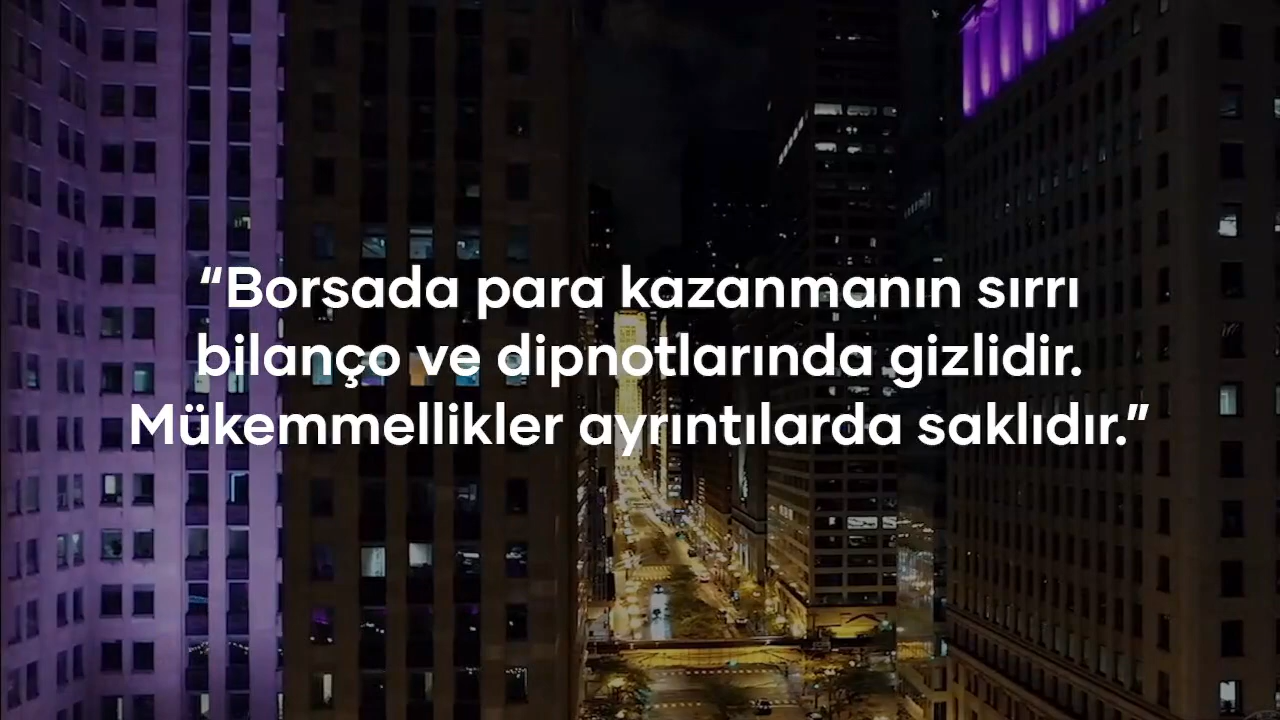 “Borsada para kazanmanın sırrı
bilanço ve dipnotlarında gizlidir.
Mükemmellikler ayrıntılarda saklıdır.”